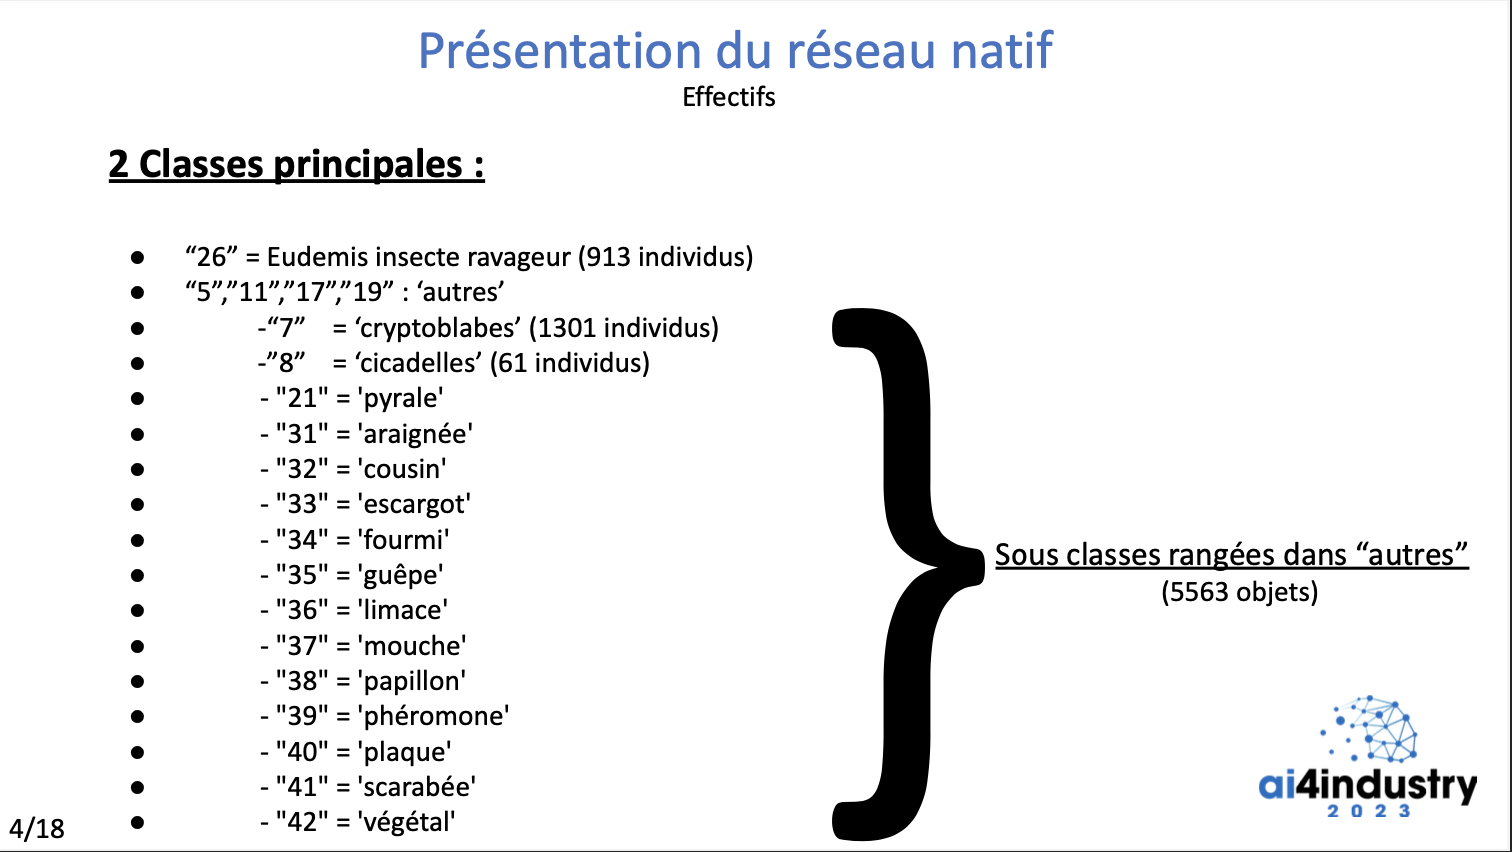 Présentation du réseau natif
Effectifs
2 Classes principales :
● “26” = Eudemis insecte ravageur (913 individus)
● “5”,”11”,”17”,”19” : ‘autres’
● -“7” = ‘cryptoblabes’ (1301 individus)
● -”8” = ‘cicadelles’ (61 individus)
● - "21" = 'pyrale'
● - "31" = 'araignée'
● - "32" = 'cousin'
● - "33" = 'escargot'
● - "34" = 'fourmi'
● - "35" = 'guêpe'
● - "36" = 'limace'
● - "37" = 'mouche'
● - "38" = 'papillon'
● - "39" = 'phéromone'
● - "40" = 'plaque'
● - "41" = 'scarabée'
● - "42" = 'végétal'
}
Sous classes rangées dans “autres”
(5563 objets)
ai4industry
2023
4/18